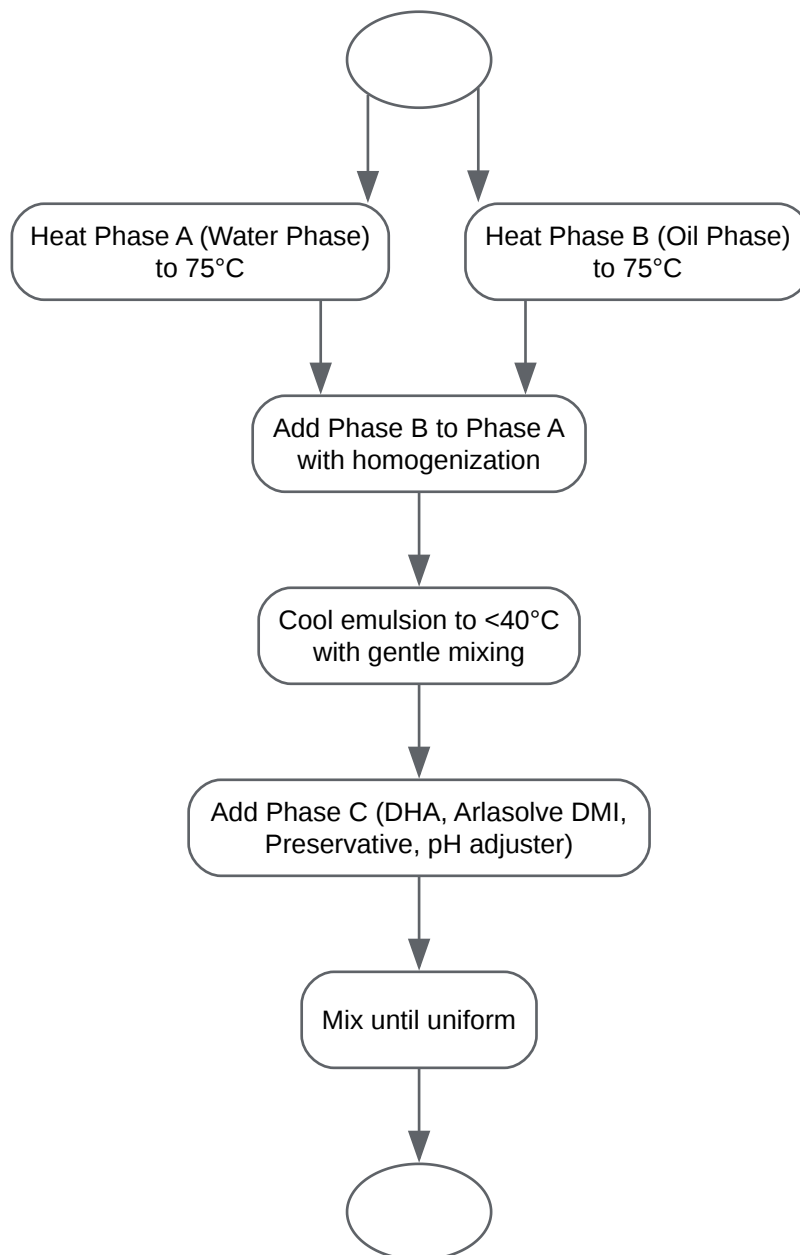 Heat Phase A (Water Phase)
to 75°C
Heat Phase B (Oil Phase)
to 75°C
Add Phase B to Phase A
with homogenization
Cool emulsion to <40°C
with gentle mixing
Add Phase C (DHA, Arlasolve DMI,
Preservative, pH adjuster)
Mix until uniform